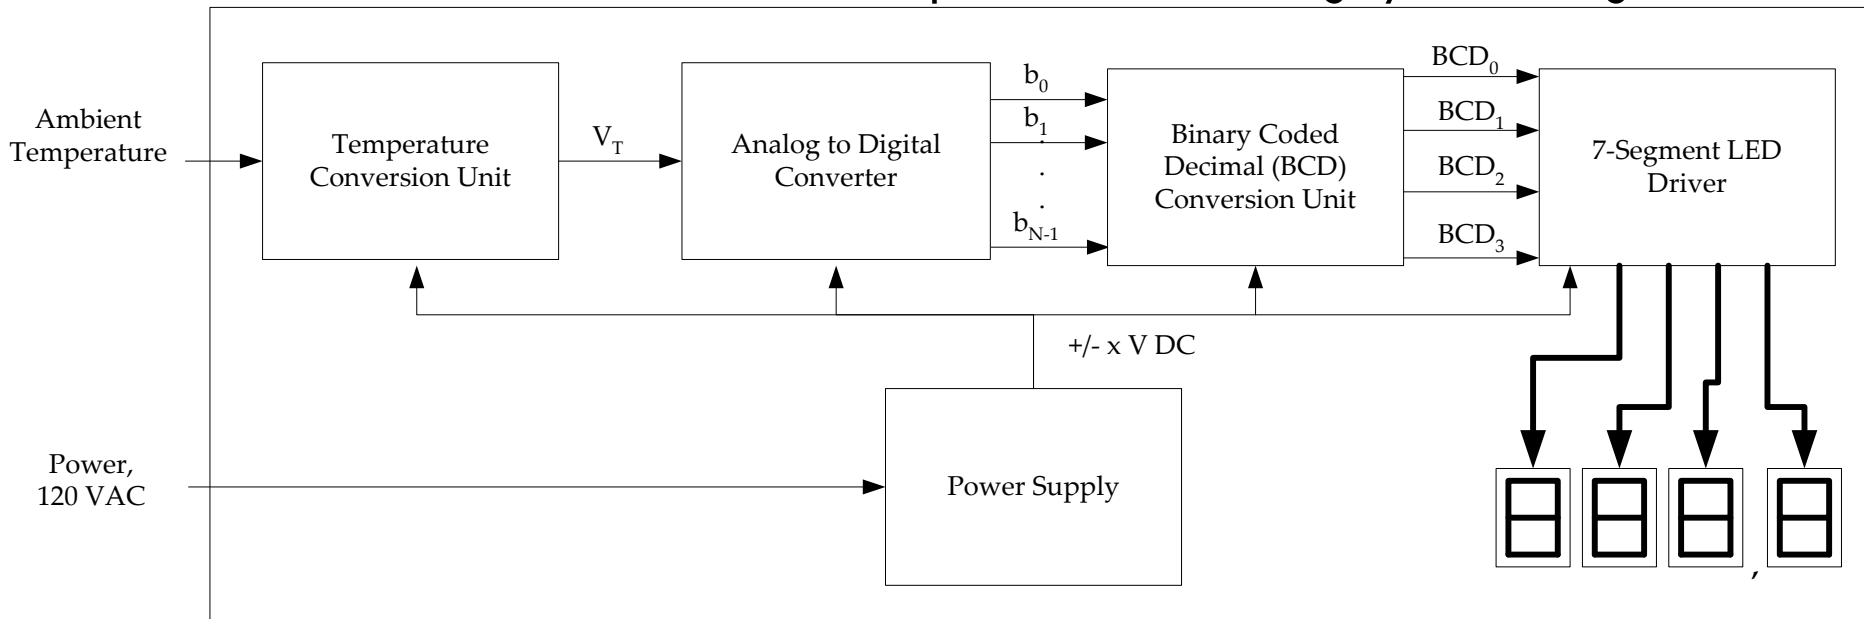 Ambient
Temperature
Temperature
Conversion Unit
V_T
Analog to Digital
Converter
b_0
b_1
.
.
.
b_{N-1}
Binary Coded
Decimal (BCD)
Conversion Unit
BCD_0
BCD_1
BCD_2
BCD_3
7-Segment LED
Driver
+/- x V DC
Power,
120 VAC
Power Supply
,